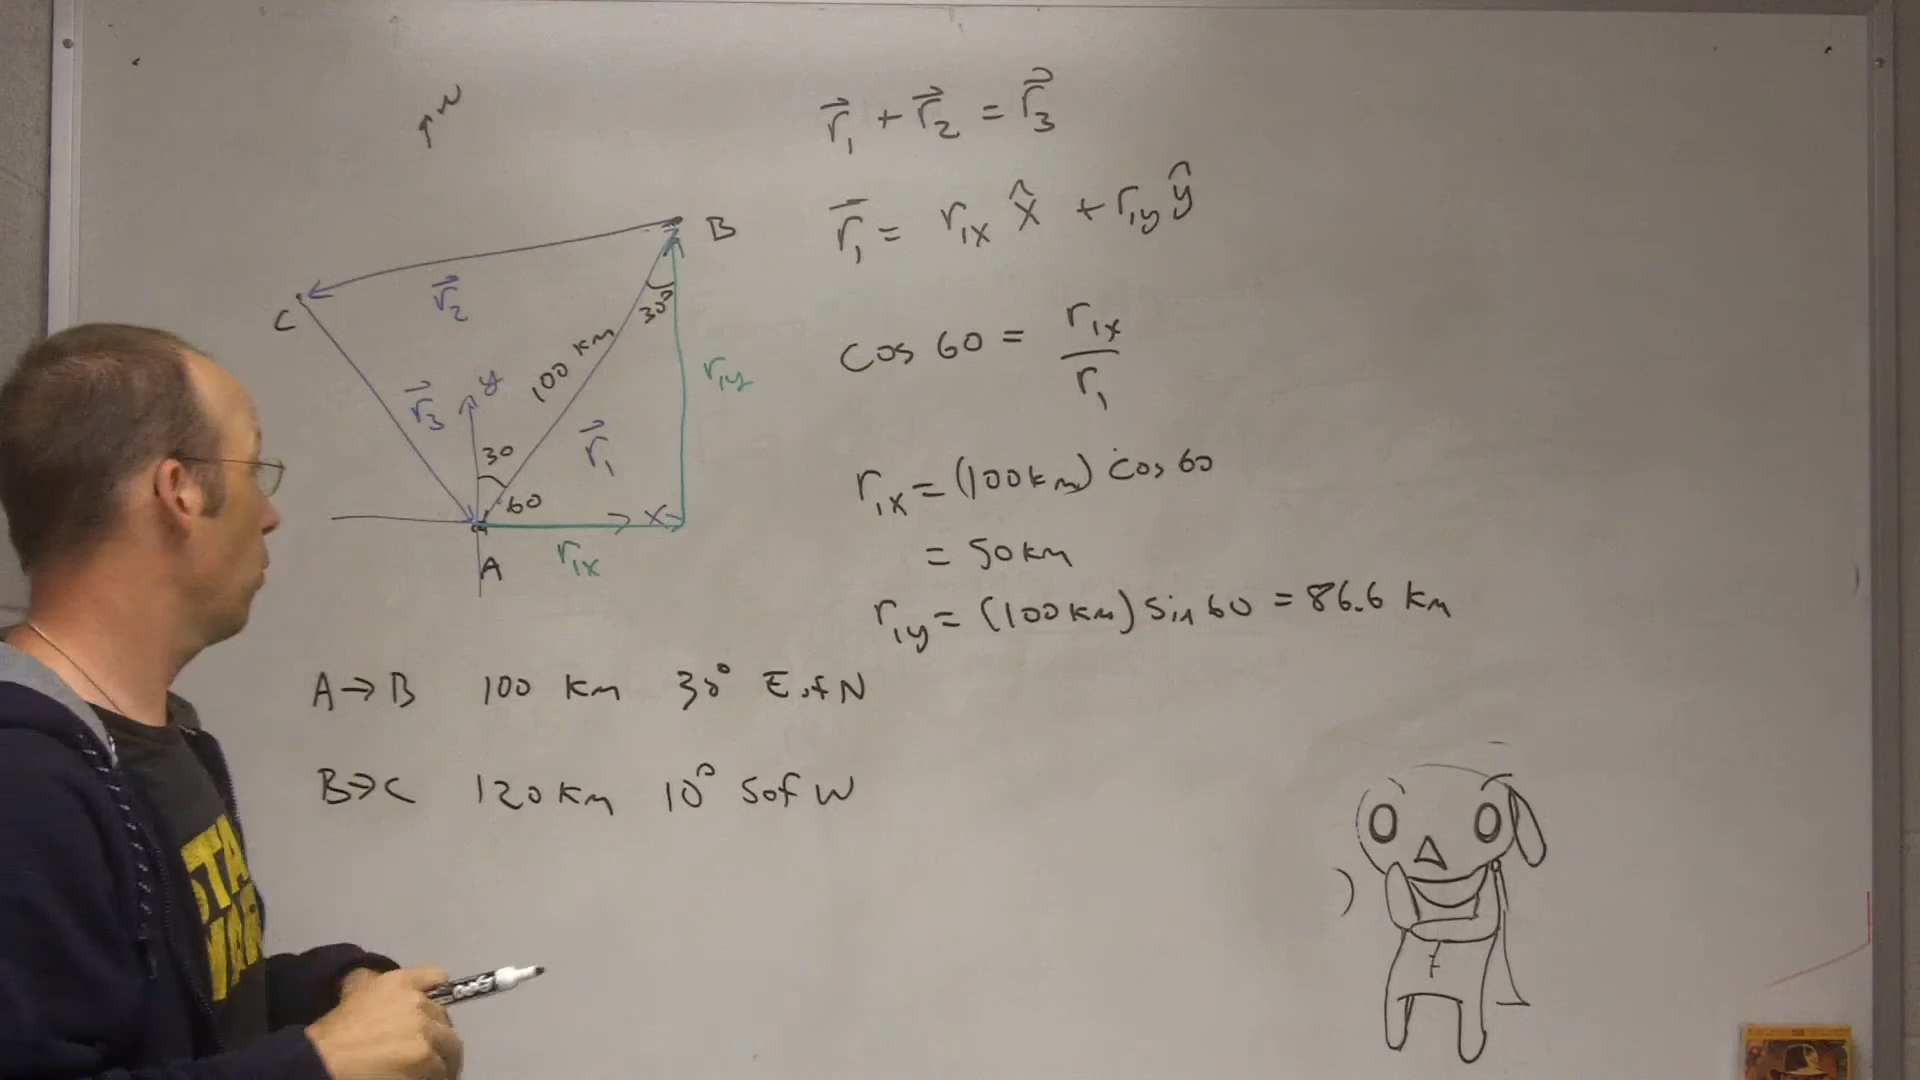 N
r⃗₁ + r⃗₂ = r⃗₃
r⃗₁ = r₁ₓ x̂ + r₁y ŷ
B
C
r⃗₂
30°
100 km
cos 60 = r₁ₓ / r₁
r₁y
r⃗₃
y
r⃗₁
30
60
x
A
r₁ₓ
r₁ₓ = (100 km) cos 60
= 50 km
r₁y = (100 km) sin 60 = 86.6 km
A → B 100 km 30° E of N
B → C 120 km 10° S of W
STA
WAR